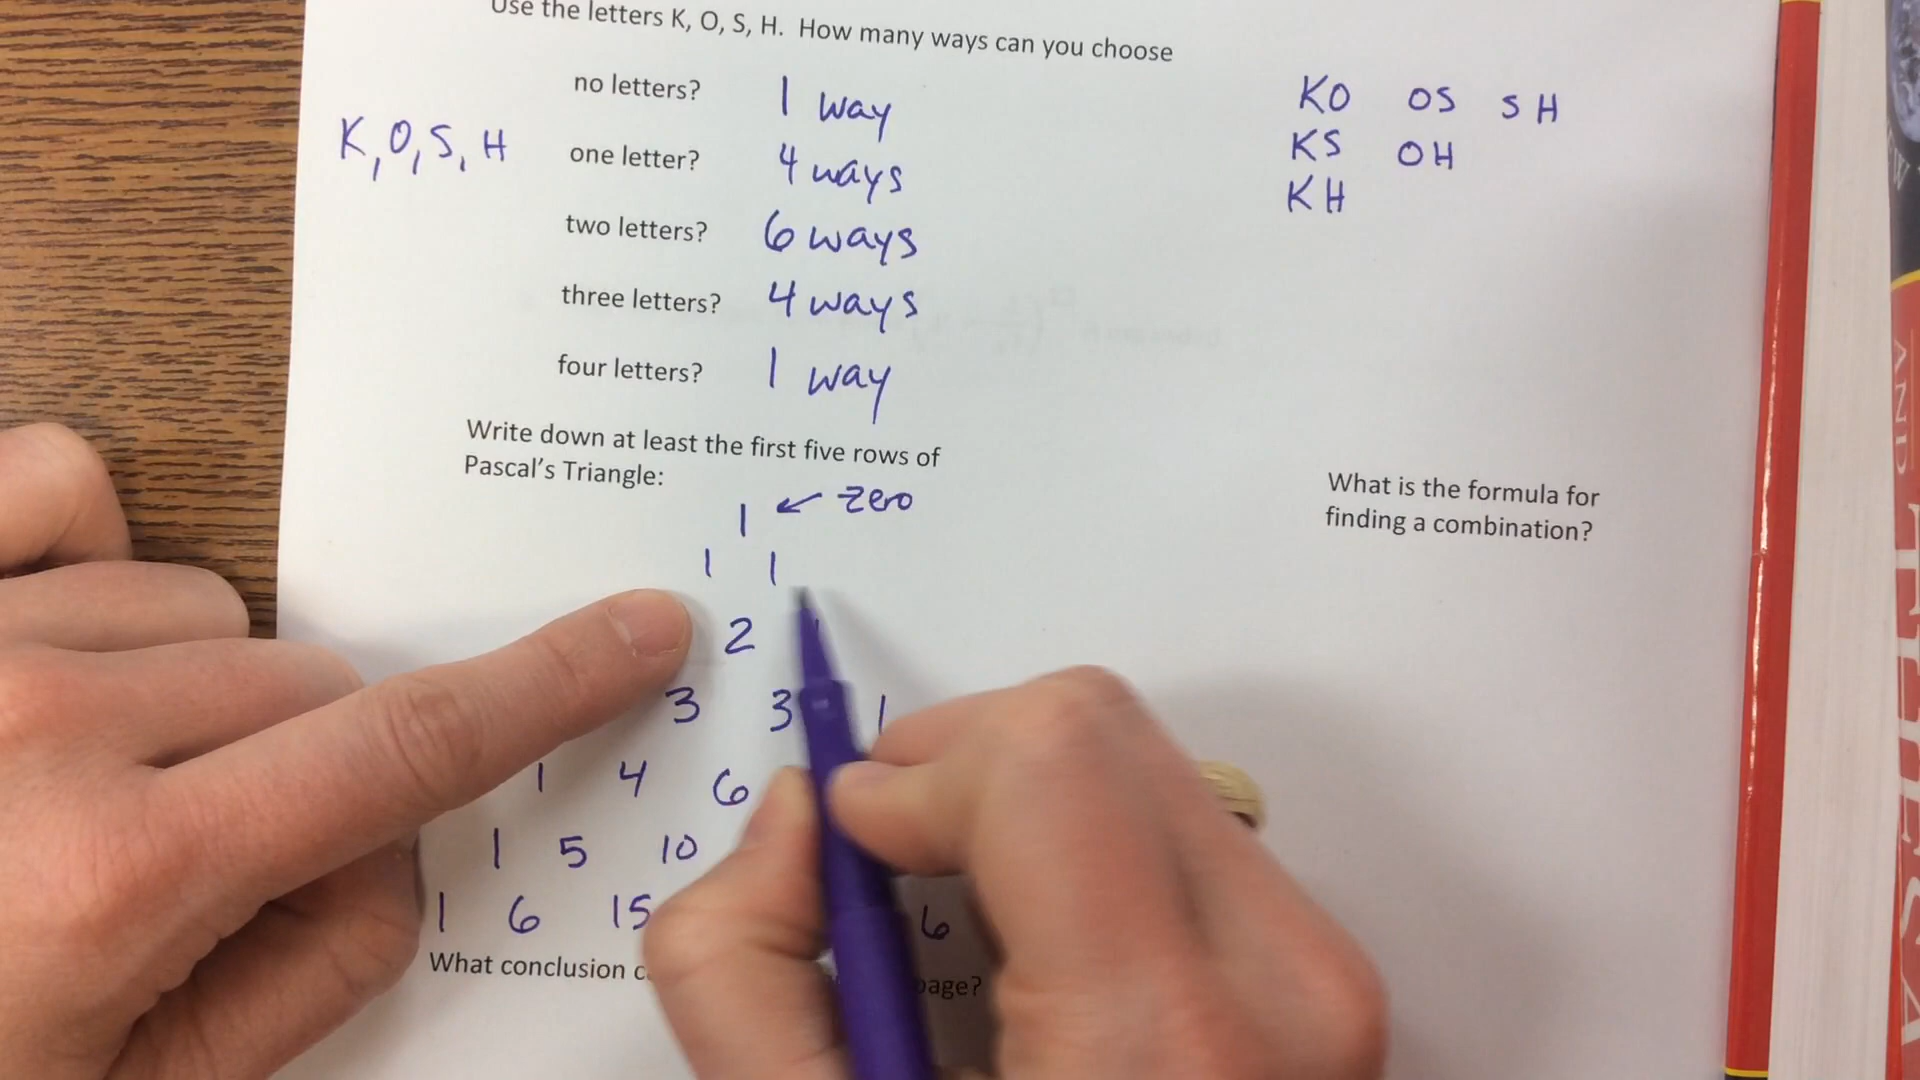 Use the letters K, O, S, H. How many ways can you choose
no letters? 1 way
K, O, S, H
one letter? 4 ways
two letters? 6 ways
three letters? 4 ways
four letters? 1 way
KO OS SH
KS OH
KH
Write down at least the first five rows of
Pascal's Triangle:
1 ← zero
1 1
2
3 3 1
1 4 6
1 5 10
1 6 15 6
What is the formula for
finding a combination?
What conclusion page?
AND